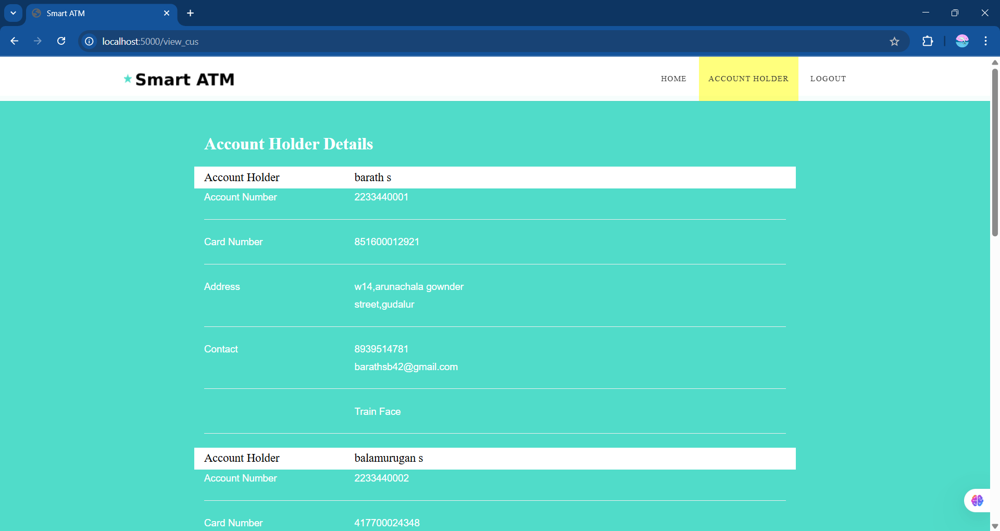 Smart ATM
localhost:5000/view_cus
Smart ATM
HOME
ACCOUNT HOLDER
LOGOUT
Account Holder Details
Account Holder barath s
Account Number 2233440001
Card Number 851600012921
Address w14,arunachala gownder
street,gudalur
Contact 8939514781
barathsb42@gmail.com
Train Face
Account Holder balamurugan s
Account Number 2233440002
Card Number 417700024348